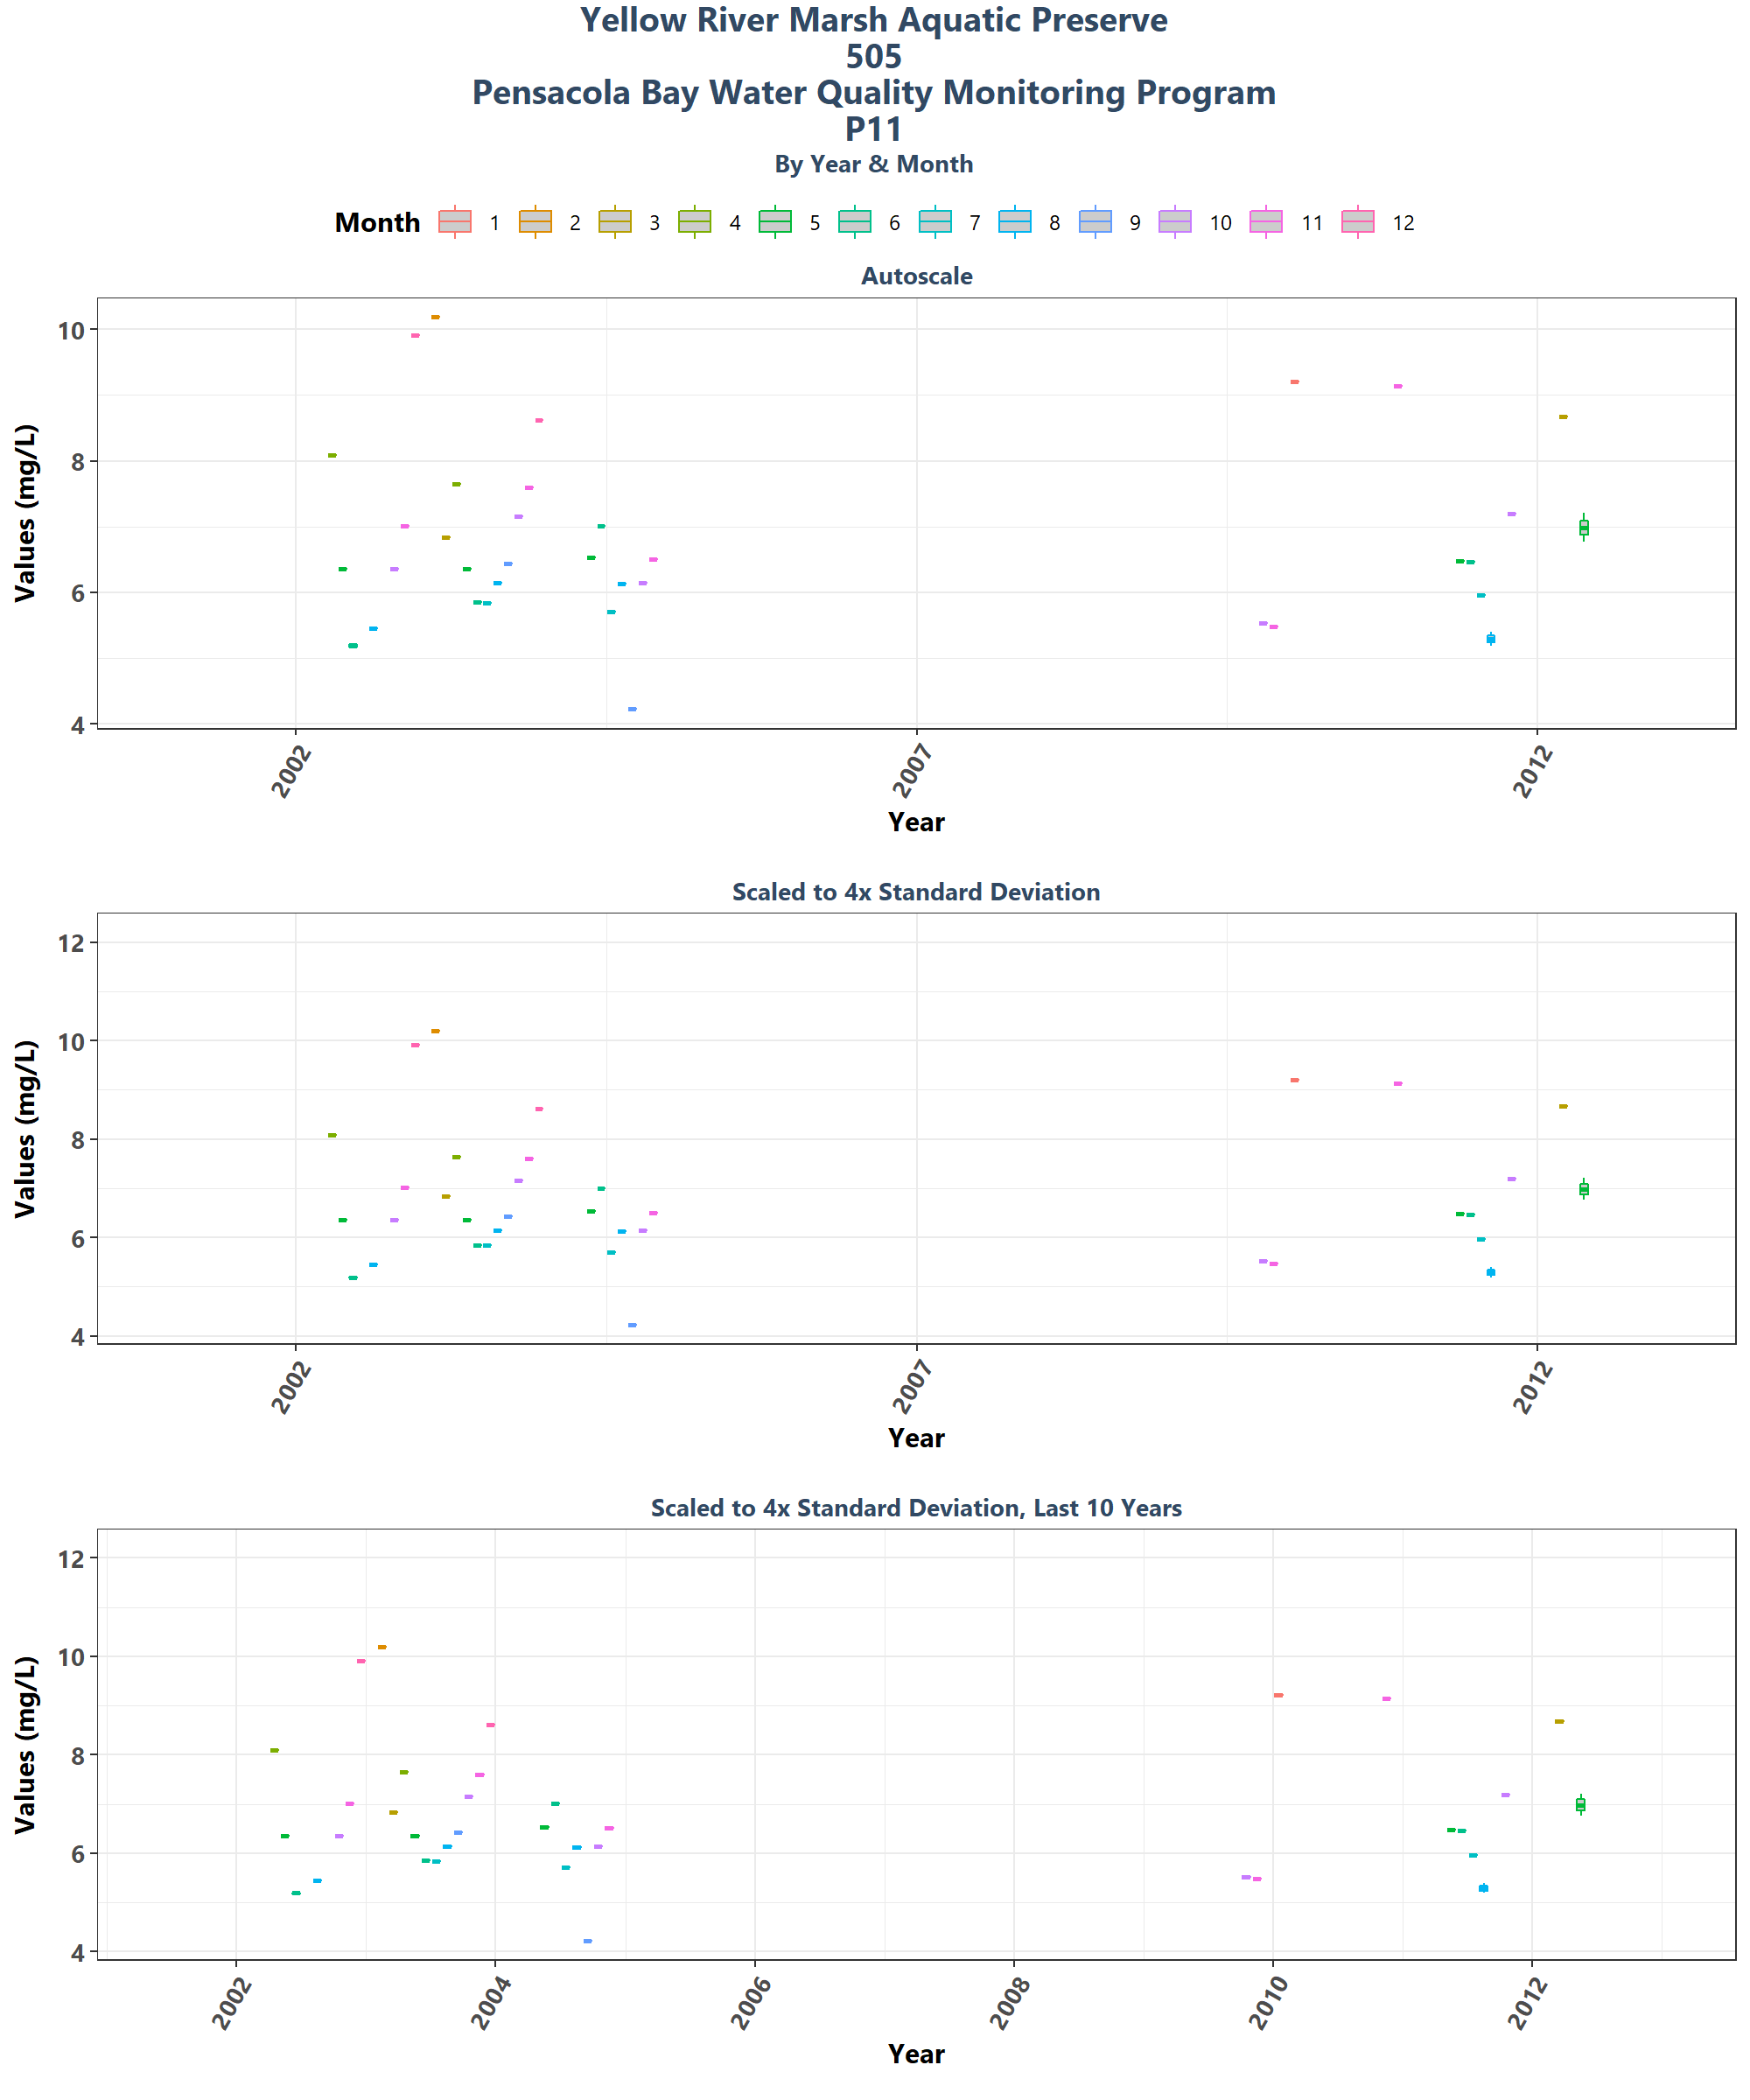 Yellow River Marsh Aquatic Preserve
505
Pensacola Bay Water Quality Monitoring Program
P11
By Year & Month
Month 1 2 3 4 5 6 7 8 9 10 11 12
Autoscale
Values (mg/L)
10
8
6
4
2002 2007 2012
Year
Scaled to 4x Standard Deviation
Values (mg/L)
12
10
8
6
4
2002 2007 2012
Year
Scaled to 4x Standard Deviation, Last 10 Years
Values (mg/L)
12
10
8
6
4
2002 2004 2006 2008 2010 2012
Year